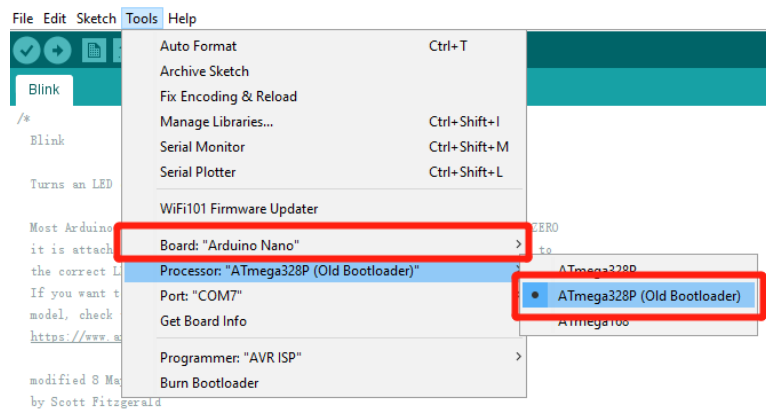 File Edit Sketch Tools Help
Blink
/*
Blink
Turns an LED
Most Arduino
it is attach
the correct L
If you want t
model, check
https://www.a
modified 8 Ma
by Scott Fitzgerald
ZERO
to
Auto Format Ctrl+T
Archive Sketch
Fix Encoding & Reload
Manage Libraries... Ctrl+Shift+I
Serial Monitor Ctrl+Shift+M
Serial Plotter Ctrl+Shift+L
WiFi101 Firmware Updater
Board: "Arduino Nano"
Processor: "ATmega328P (Old Bootloader)"
Port: "COM7"
Get Board Info
Programmer: "AVR ISP"
Burn Bootloader
ATmega328P
ATmega328P (Old Bootloader)
ATmega168